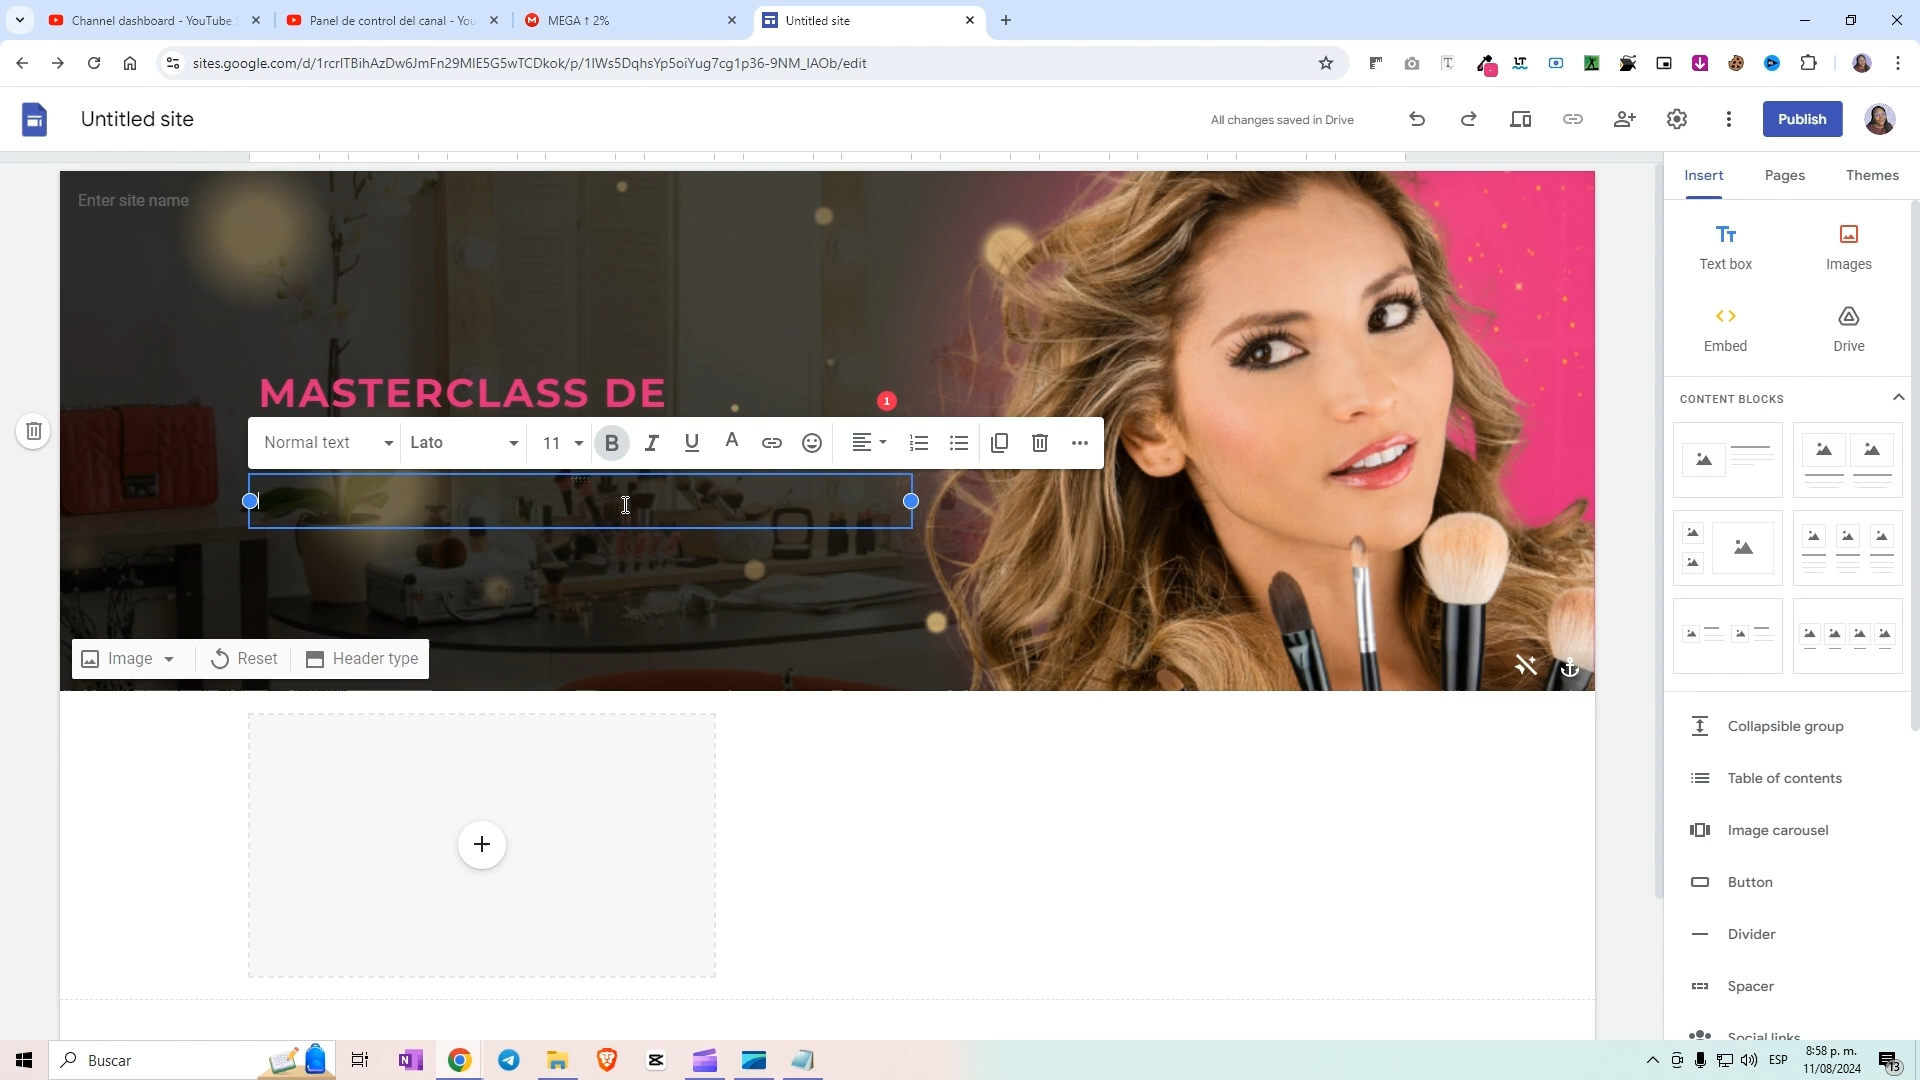 Channel dashboard - YouTube
Panel de control del canal - You
MEGA ↑ 2%
Untitled site
sites.google.com/d/1rcrITBihAzDw6JmFn29MlE5G5wTCDkok/p/1IWs5DqhsYp5oiYug7cg1p36-9NM_IAOb/edit
Untitled site
All changes saved in Drive
Publish
Insert
Pages
Themes
Enter site name
Text box
Images
Embed
Drive
MASTERCLASS DE
1
CONTENT BLOCKS
Normal text
Lato
11
Image
Reset
Header type
Collapsible group
Table of contents
Image carousel
Button
Divider
Spacer
Social links
Buscar
ESP
8:58 p. m.
11/08/2024
13